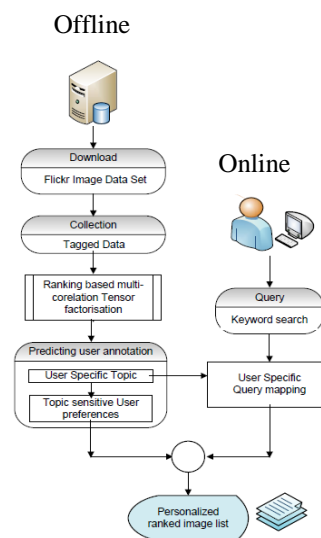 Offline
Download
Flickr Image Data Set
Collection
Tagged Data
Ranking based multi-
corelation Tensor
factorisation
Predicting user annotation
User Specific Topic
Topic sensitive User
preferences
Online
Query
Keyword search
User Specific
Query mapping
Personalized
ranked image list